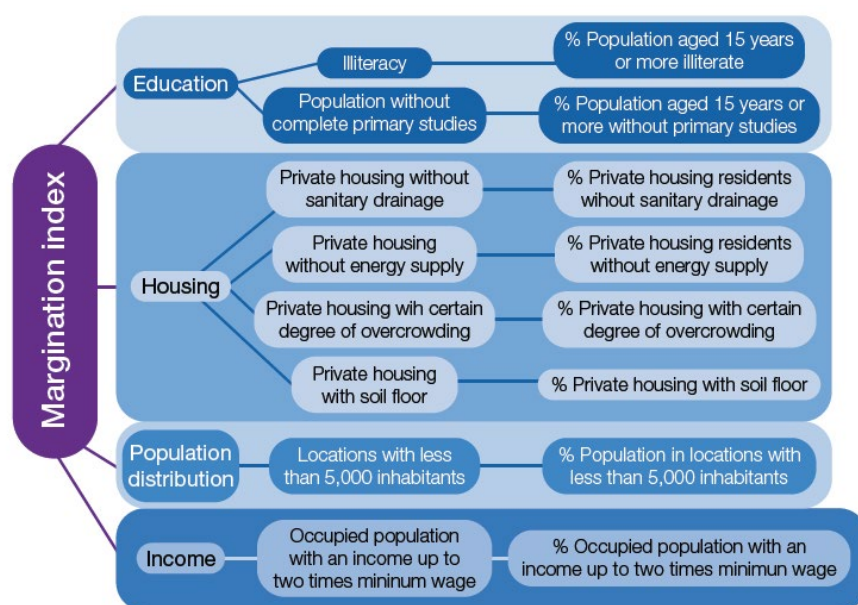 Margination index
Education
Illiteracy
% Population aged 15 years
or more illiterate
Population without
complete primary studies
% Population aged 15 years or
more without primary studies
Housing
Private housing without
sanitary drainage
% Private housing residents
wihout sanitary drainage
Private housing
without energy supply
% Private housing residents
without energy supply
Private housing wih certain
degree of overcrowding
% Private housing with certain
degree of overcrowding
Private housing
with soil floor
% Private housing with soil floor
Population
distribution
Locations with less
than 5,000 inhabitants
% Population in locations with
less than 5,000 inhabitants
Income
Occupied population
with an income up to
two times mininum wage
% Occupied population with an
income up to two times minimun wage